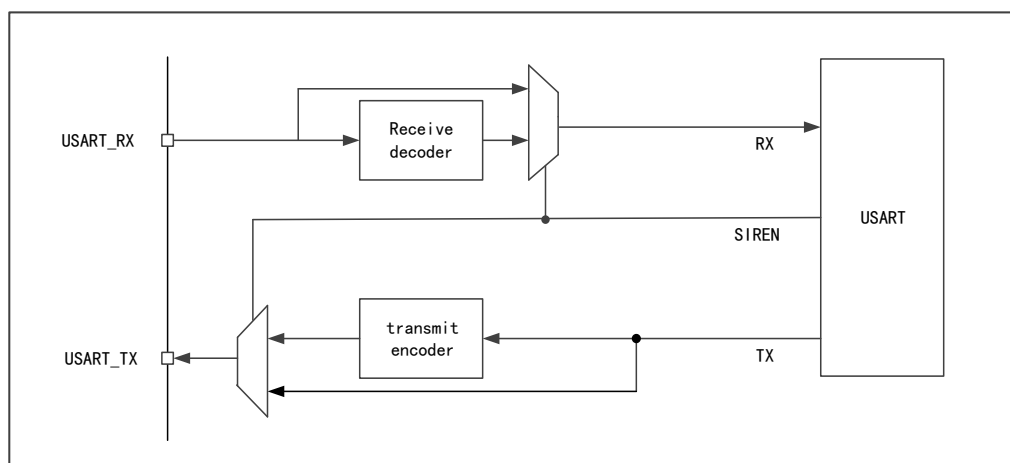 USART_RX
Receive
decoder
RX
USART
SIREN
transmit
encoder
USART_TX
TX